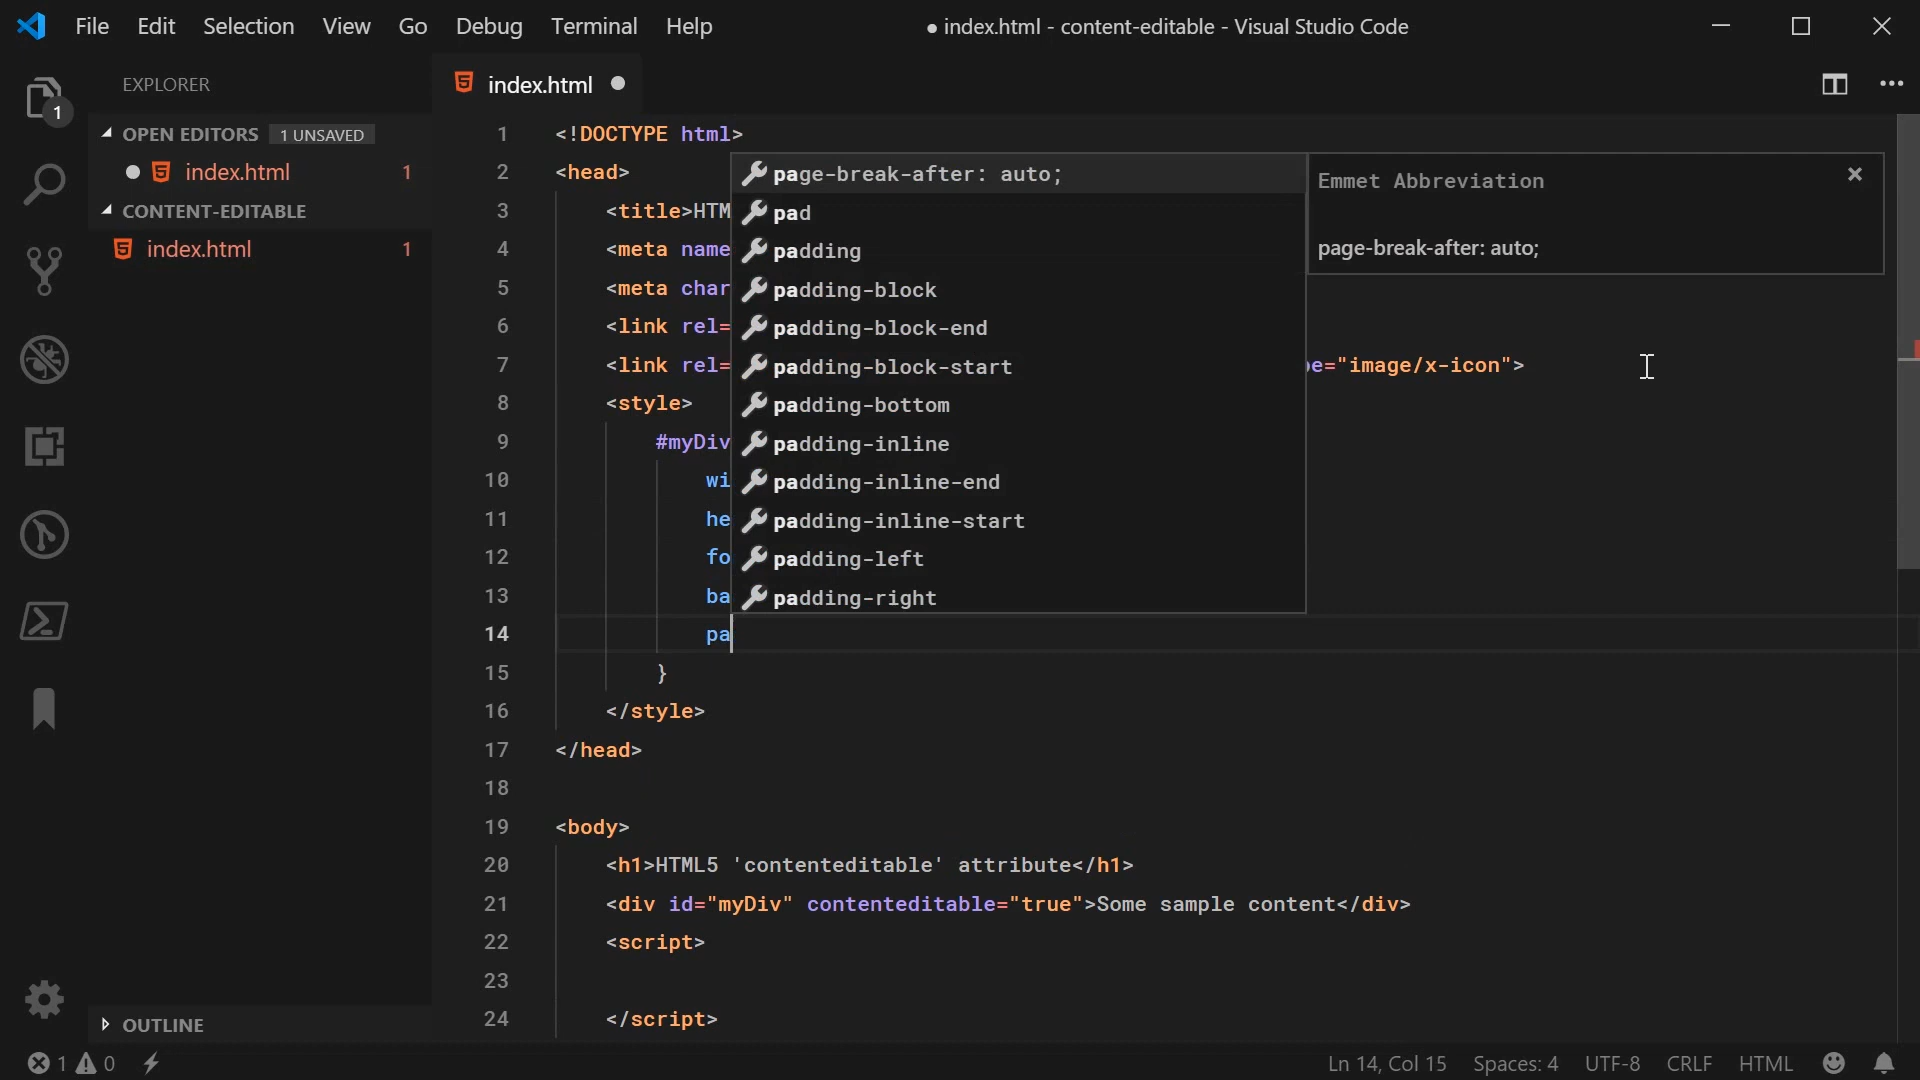 File Edit Selection View Go Debug Terminal Help
● index.html - content-editable - Visual Studio Code
EXPLORER
1
OPEN EDITORS 1 UNSAVED
index.html 1
CONTENT-EDITABLE
index.html 1
OUTLINE
index.html
1 <!DOCTYPE html>
2 <head>
3 <title>HTM
4 <meta name
5 <meta char
6 <link rel=
7 <link rel= pe="image/x-icon">
8 <style>
9 #myDiv
10 wi
11 he
12 fo
13 ba
14 pa
15 }
16 </style>
17 </head>
18
19 <body>
20 <h1>HTML5 'contenteditable' attribute</h1>
21 <div id="myDiv" contenteditable="true">Some sample content</div>
22 <script>
23
24 </script>
page-break-after: auto;
pad
padding
padding-block
padding-block-end
padding-block-start
padding-bottom
padding-inline
padding-inline-end
padding-inline-start
padding-left
padding-right
Emmet Abbreviation
page-break-after: auto;
1 0 Ln 14, Col 15 Spaces: 4 UTF-8 CRLF HTML